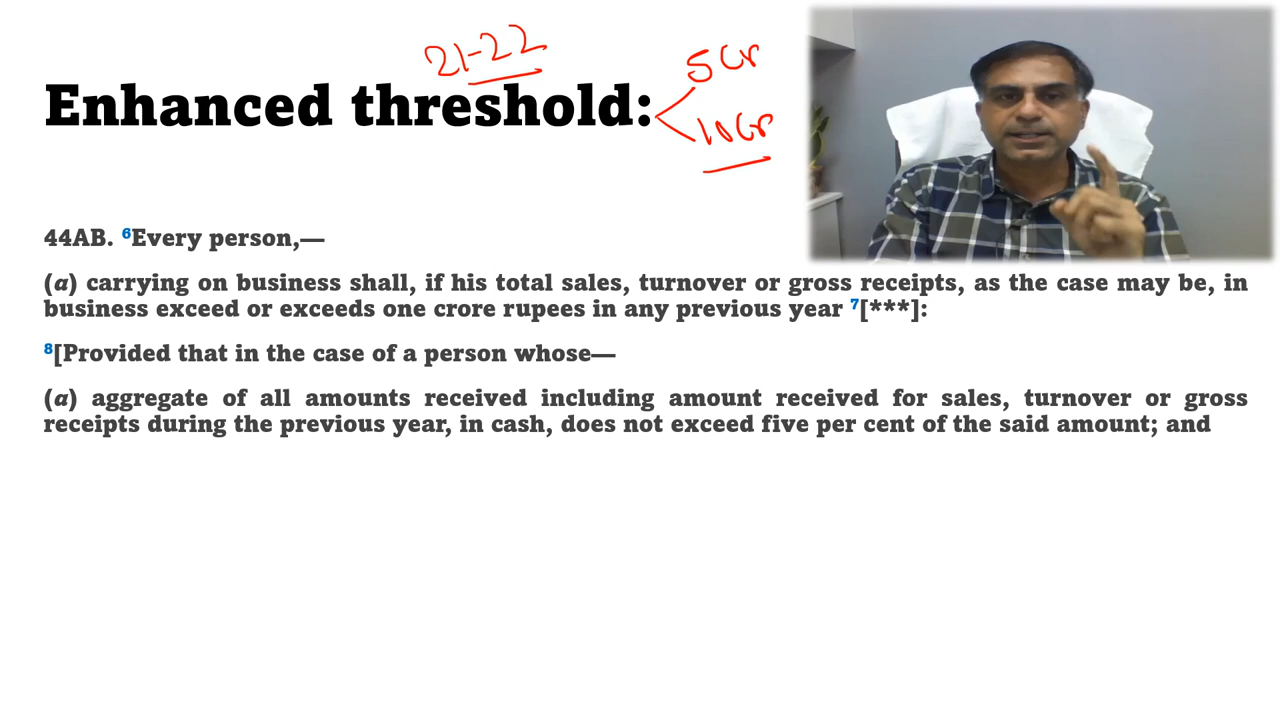 21-22
Enhanced threshold:
5 Cr
10 Cr
44AB. ⁶Every person,—
(a) carrying on business shall, if his total sales, turnover or gross receipts, as the case may be, in
business exceed or exceeds one crore rupees in any previous year ⁷[***]:
⁸[Provided that in the case of a person whose—
(a) aggregate of all amounts received including amount received for sales, turnover or gross
receipts during the previous year, in cash, does not exceed five per cent of the said amount; and